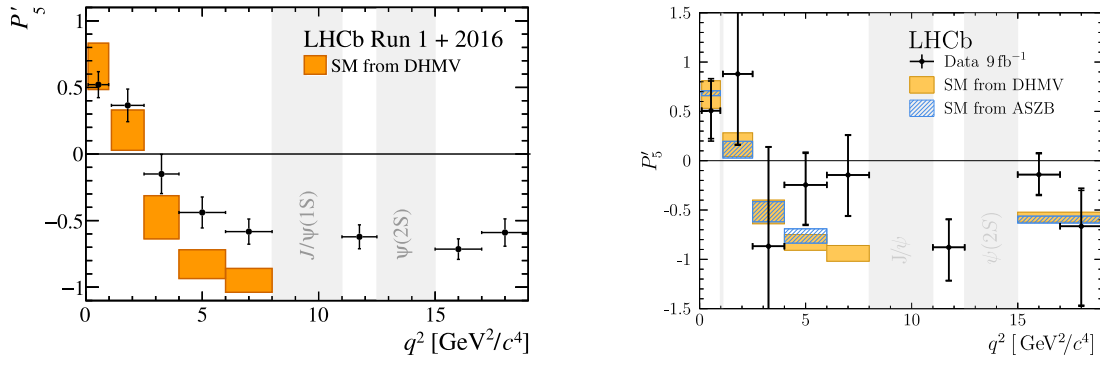 P′5
1
0.5
0
−0.5
−1
LHCb Run 1 + 2016
SM from DHMV
J/ψ(1S)
ψ(2S)
0 5 10 15
q² [GeV²/c⁴]
P′5
1.5
1
0.5
0
-0.5
-1
-1.5
LHCb
Data 9 fb⁻¹
SM from DHMV
SM from ASZB
J/ψ
ψ(2S)
0 5 10 15
q² [GeV²/c⁴]